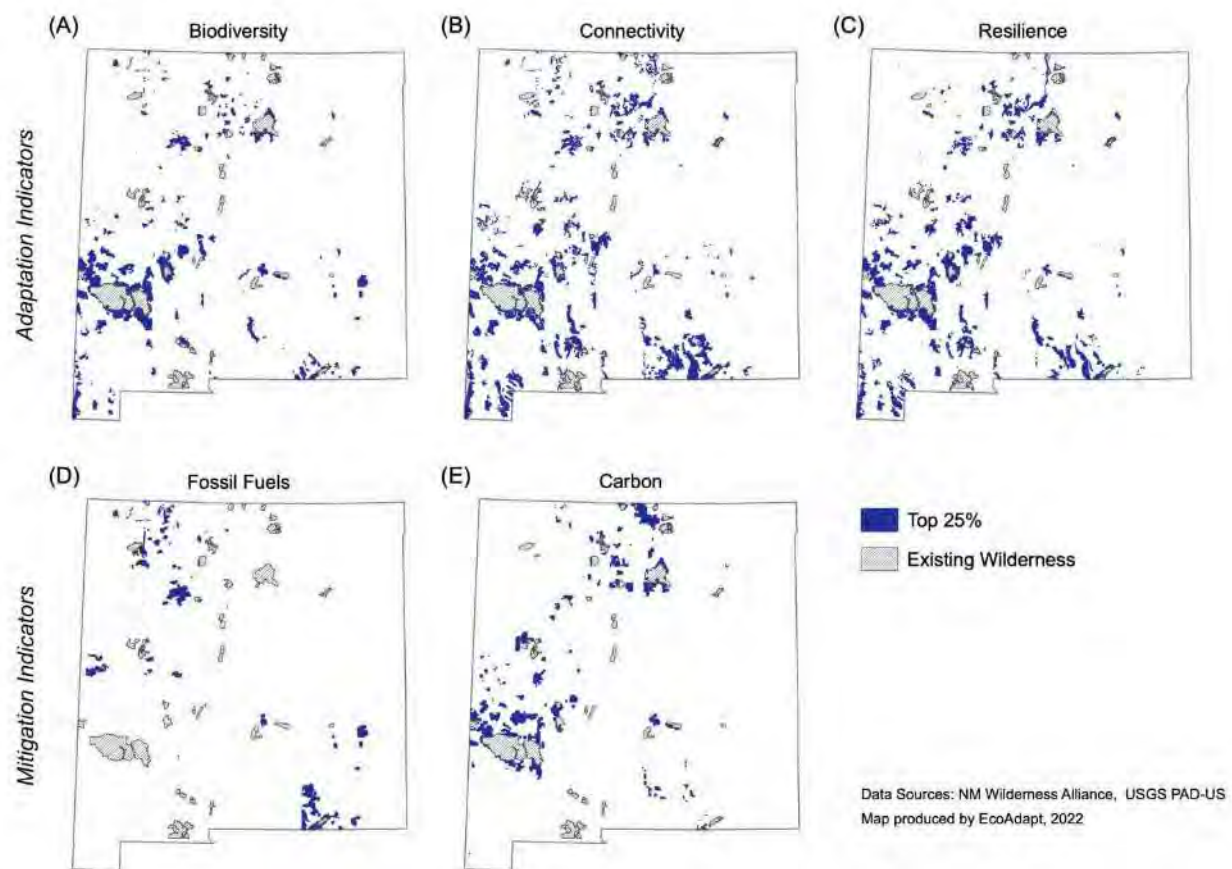 (A)
Biodiversity
(B)
Connectivity
(C)
Resilience
Adaptation Indicators
(D)
Fossil Fuels
(E)
Carbon
Mitigation Indicators
Top 25%
Existing Wilderness
Data Sources: NM Wilderness Alliance, USGS PAD-US
Map produced by EcoAdapt, 2022